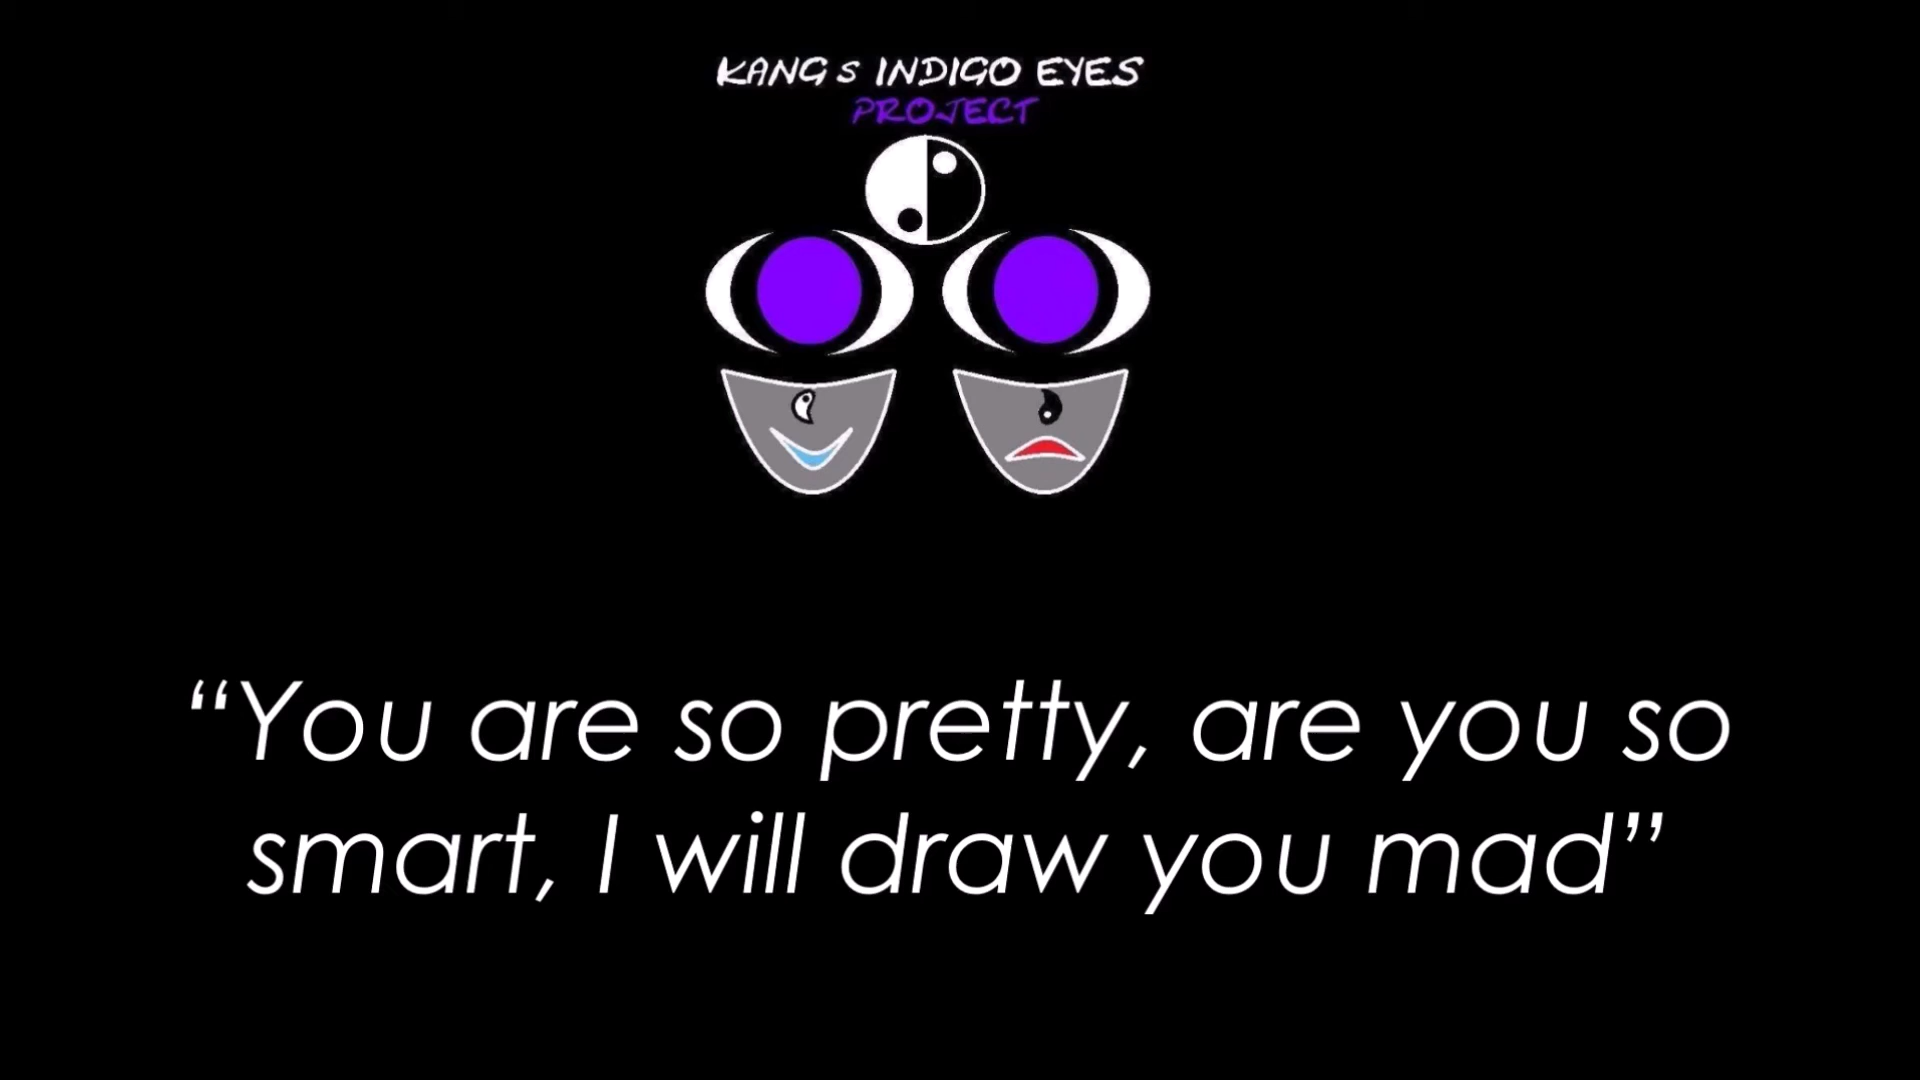 KANG s INDIGO EYES
PROJECT
“You are so pretty, are you so
smart, I will draw you mad”